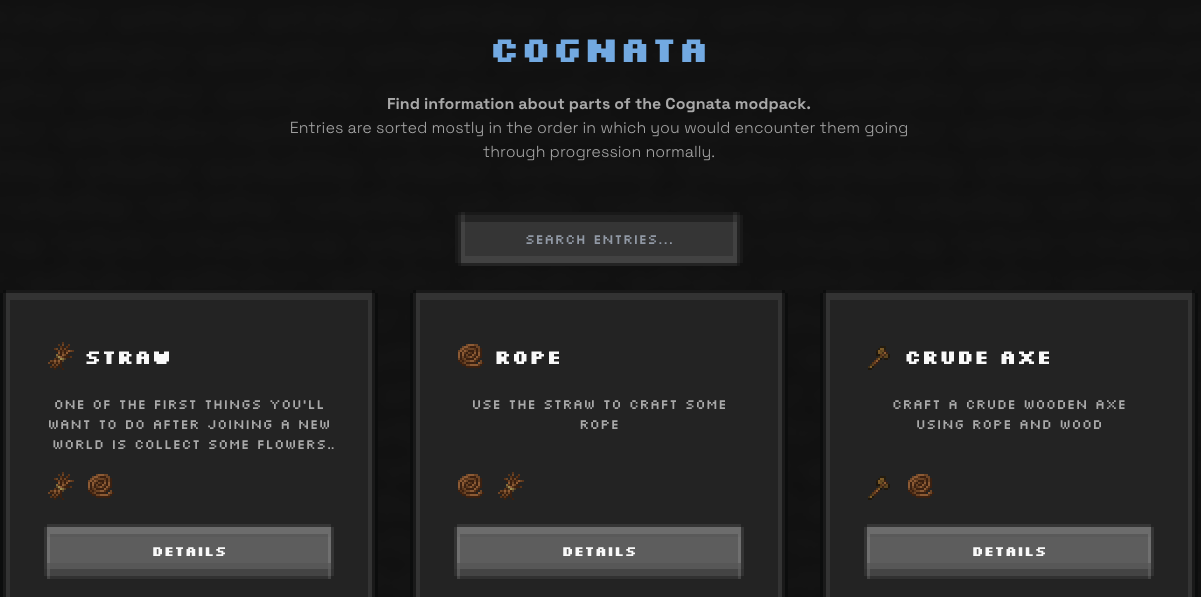 COGNATA
Find information about parts of the Cognata modpack.
Entries are sorted mostly in the order in which you would encounter them going
through progression normally.
SEARCH ENTRIES...
STRAW
ONE OF THE FIRST THINGS YOU'LL
WANT TO DO AFTER JOINING A NEW
WORLD IS COLLECT SOME FLOWERS..
DETAILS
ROPE
USE THE STRAW TO CRAFT SOME
ROPE
DETAILS
CRUDE AXE
CRAFT A CRUDE WOODEN AXE
USING ROPE AND WOOD
DETAILS